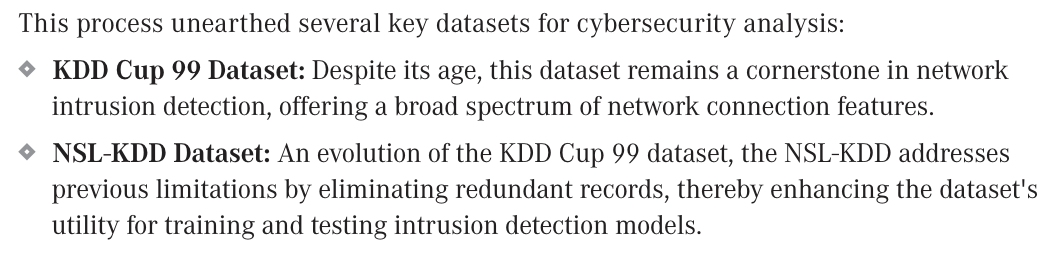 This process unearthed several key datasets for cybersecurity analysis:
KDD Cup 99 Dataset: Despite its age, this dataset remains a cornerstone in network
intrusion detection, offering a broad spectrum of network connection features.
NSL-KDD Dataset: An evolution of the KDD Cup 99 dataset, the NSL-KDD addresses
previous limitations by eliminating redundant records, thereby enhancing the dataset's
utility for training and testing intrusion detection models.